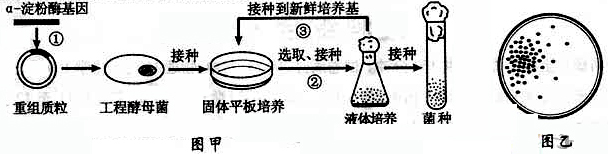 α-淀粉酶基因
①
重组质粒
工程酵母菌
接种
固体平板培养
接种到新鲜培养基
③
选取、接种
②
液体培养
接种
菌种
图甲
图乙